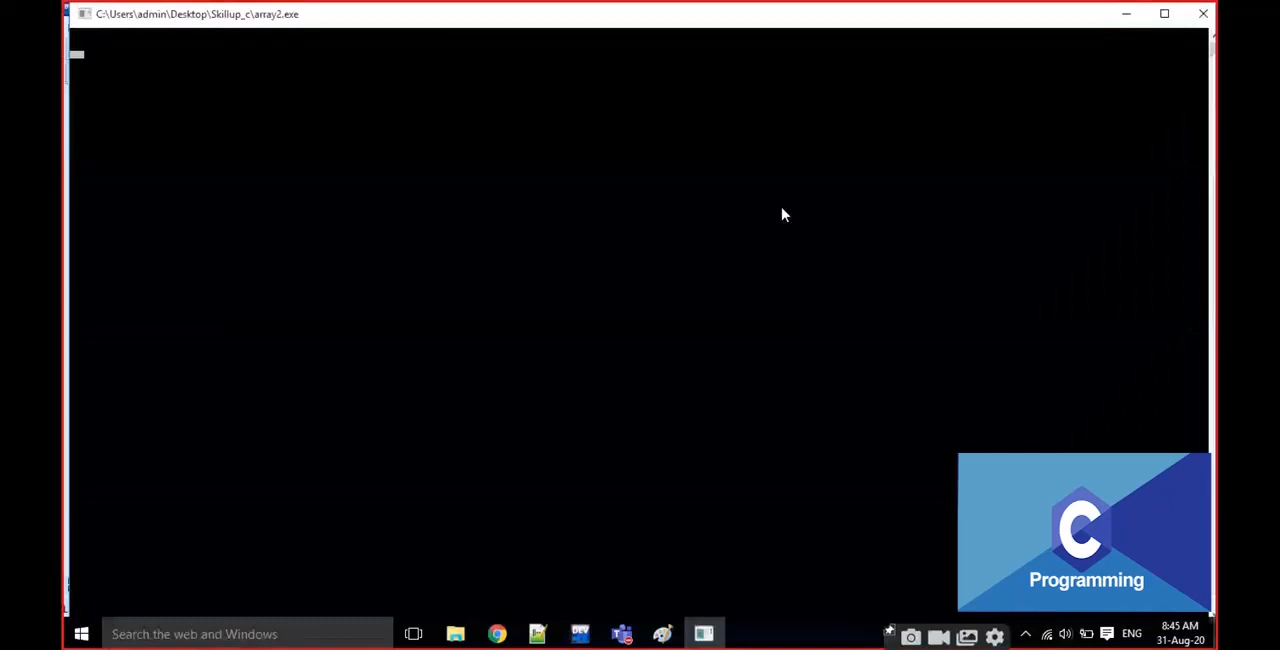 C:\Users\admin\Desktop\Skillup_c\array2.exe
C
Programming
Search the web and Windows
DEV
ENG
8:45 AM
31-Aug-20